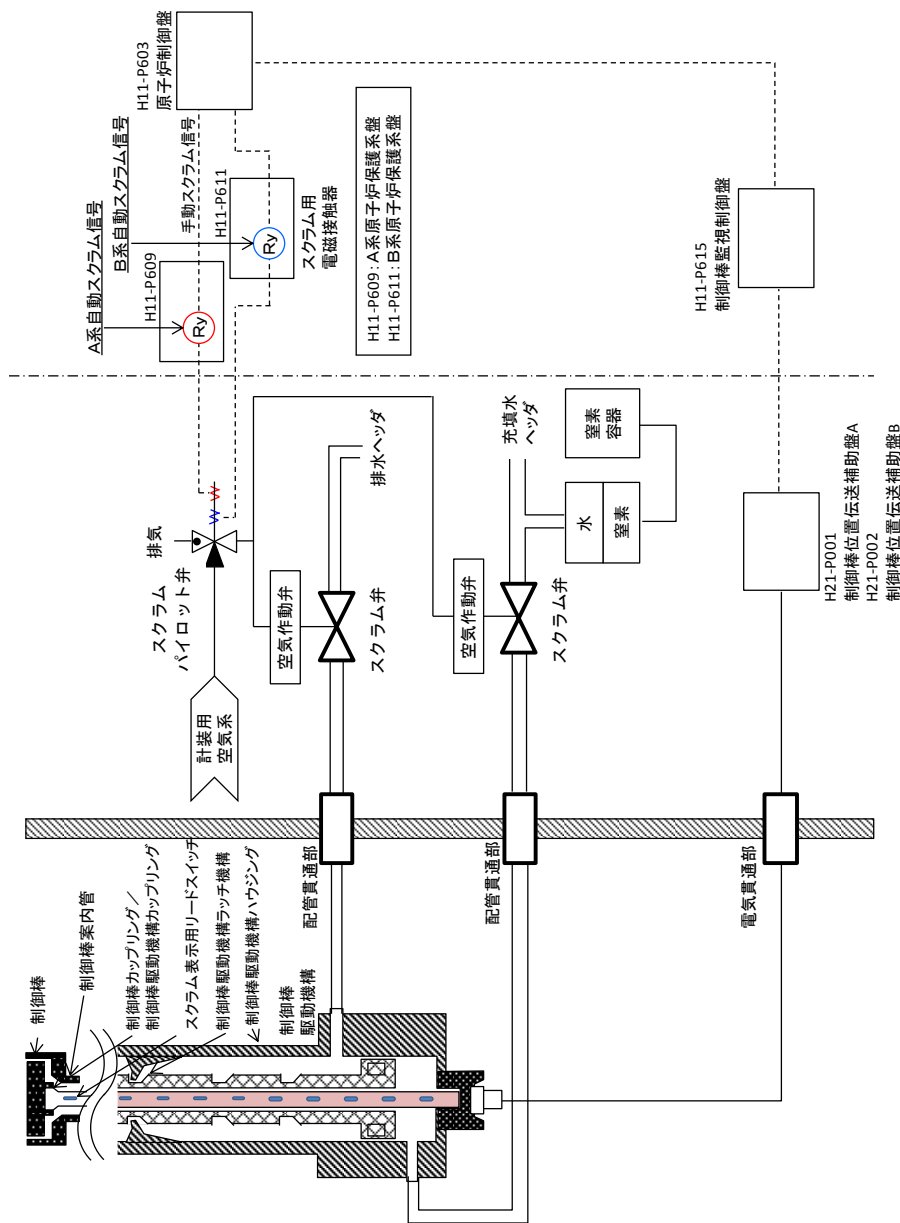 制御棒
制御棒案内管
制御棒カップリング／
制御棒駆動機構カップリング
スクラム表示用リードスイッチ
制御棒駆動機構ラッチ機構
制御棒駆動機構ハウジング
制御棒
駆動機構
配管貫通部
配管貫通部
電気貫通部
計装用
空気系
スクラム
パイロット弁
排気
空気作動弁
スクラム弁
排水ヘッダ
空気作動弁
スクラム弁
充填水
ヘッダ
水
窒素
窒素
容器
H21-P001
制御棒位置伝送補助盤A
H21-P002
制御棒位置伝送補助盤B
A系自動スクラム信号
B系自動スクラム信号
H11-P609
Ry
手動スクラム信号
H11-P611
Ry
スクラム用
電磁接触器
H11-P603
原子炉制御盤
H11-P609：A系原子炉保護系盤
H11-P611：B系原子炉保護系盤
H11-P615
制御棒監視制御盤